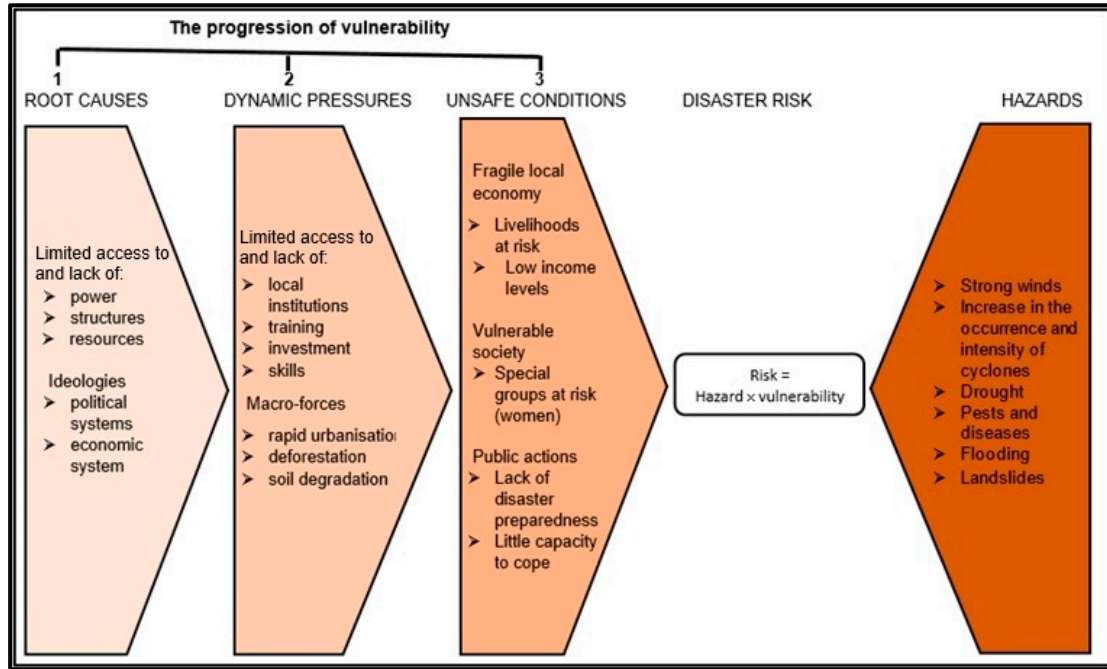 The progression of vulnerability
1
2
3
ROOT CAUSES
DYNAMIC PRESSURES
UNSAFE CONDITIONS
DISASTER RISK
HAZARDS
Limited access to
and lack of:
➤ power
➤ structures
➤ resources
Ideologies
➤ political
systems
➤ economic
system
Limited access to
and lack of:
➤ local
institutions
➤ training
➤ investment
➤ skills
Macro-forces
➤ rapid urbanisatio
➤ deforestation
➤ soil degradation
Fragile local
economy
➤ Livelihoods
at risk
➤ Low income
levels
Vulnerable
society
➤ Special
groups at risk
(women)
Public actions
➤ Lack of
disaster
preparedness
➤ Little capacity
to cope
Risk =
Hazard × vulnerability
➤ Strong winds
➤ Increase in the
occurrence and
intensity of
cyclones
➤ Drought
➤ Pests and
diseases
➤ Flooding
➤ Landslides